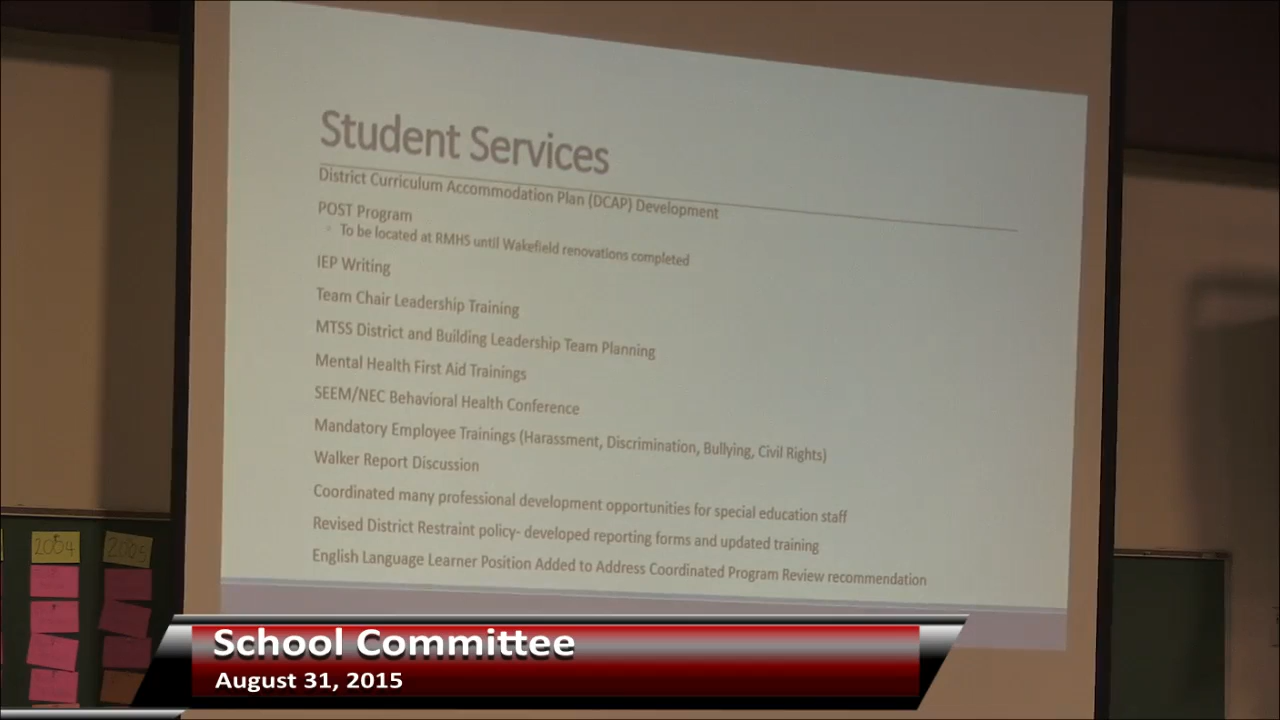 Student Services
District Curriculum Accommodation Plan (DCAP) Development
POST Program
To be located at RMHS until Wakefield renovations completed
IEP Writing
Team Chair Leadership Training
MTSS District and Building Leadership Team Planning
Mental Health First Aid Trainings
SEEM/NEC Behavioral Health Conference
Mandatory Employee Trainings (Harassment, Discrimination, Bullying, Civil Rights)
Walker Report Discussion
Coordinated many professional development opportunities for special education staff
Revised District Restraint policy- developed reporting forms and updated training
English Language Learner Position Added to Address Coordinated Program Review recommendation
2004
2005
School Committee
August 31, 2015